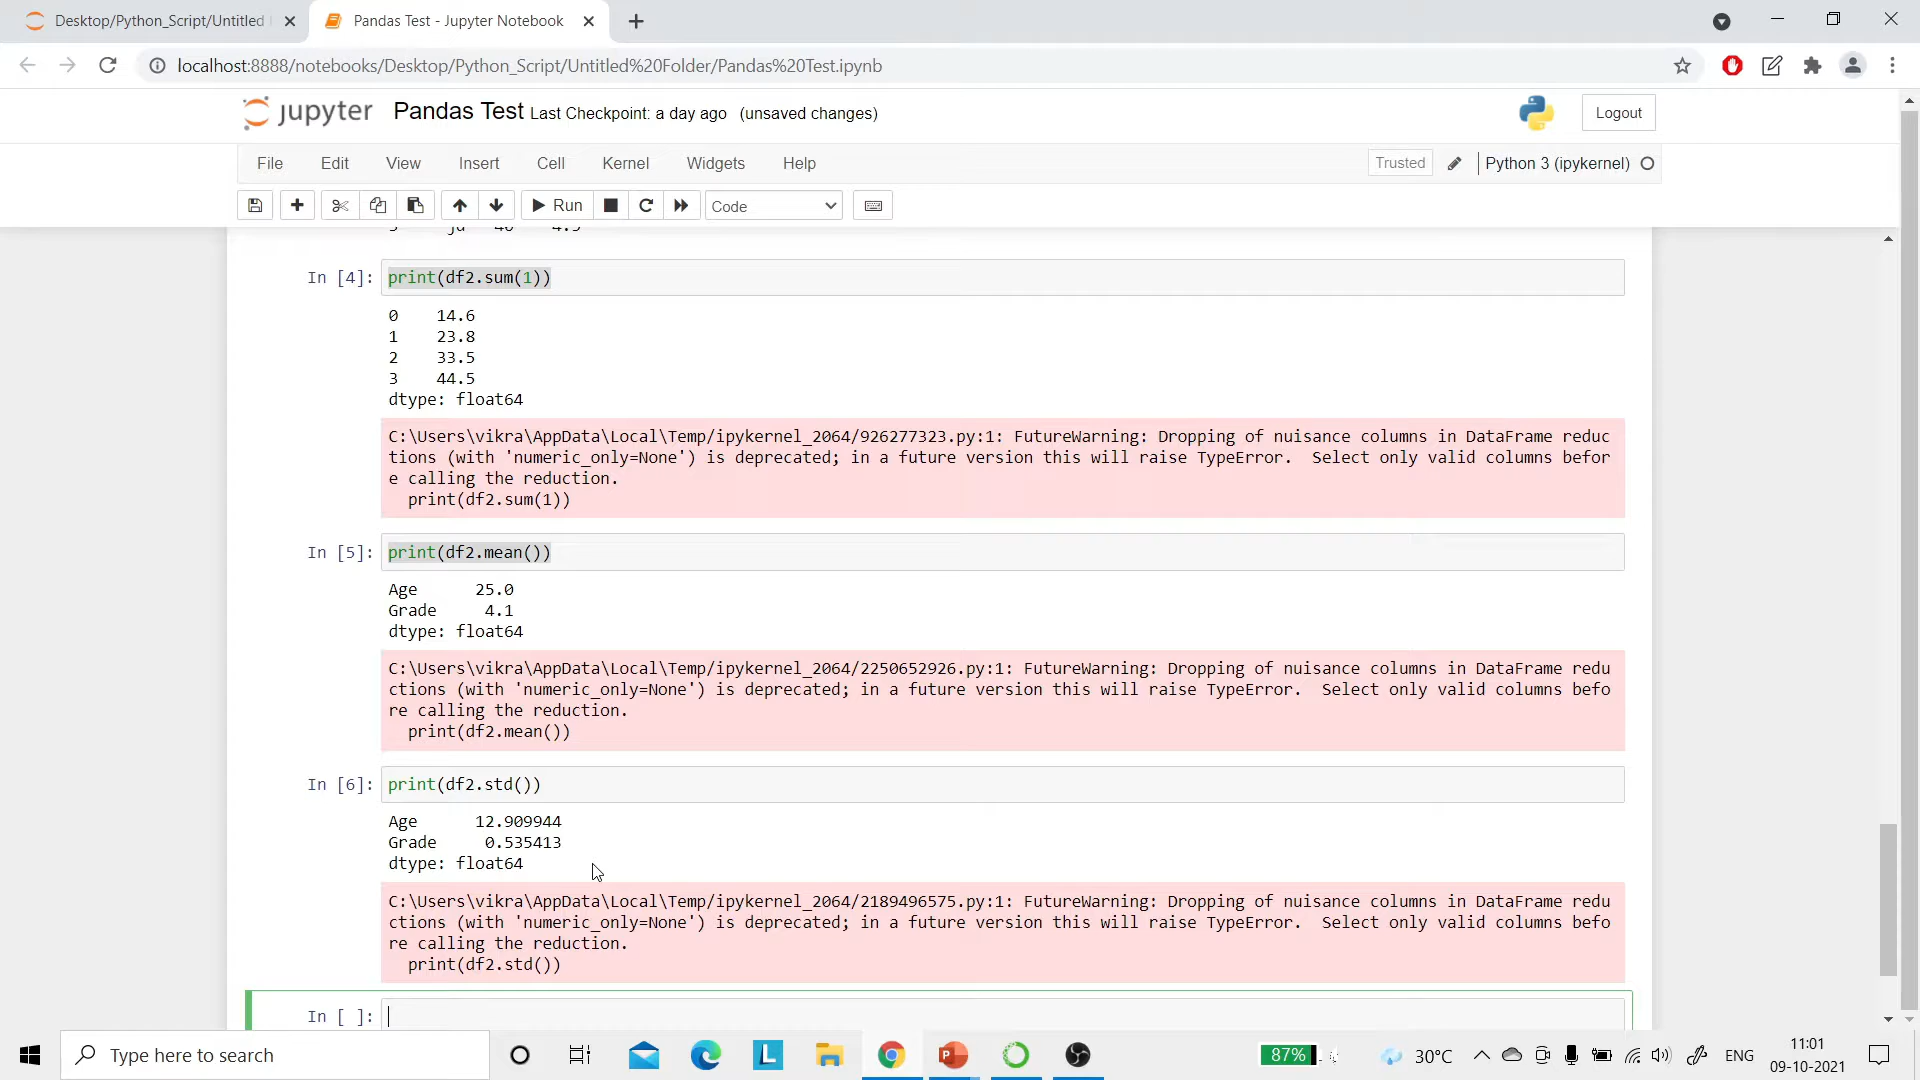 Desktop/Python_Script/Untitled
Pandas Test - Jupyter Notebook
localhost:8888/notebooks/Desktop/Python_Script/Untitled%20Folder/Pandas%20Test.ipynb
jupyter Pandas Test Last Checkpoint: a day ago (unsaved changes)
Logout
File Edit View Insert Cell Kernel Widgets Help
Trusted Python 3 (ipykernel)
Run Code
In [4]: print(df2.sum(1))
0    14.6
1    23.8
2    33.5
3    44.5
dtype: float64
C:\Users\vikra\AppData\Local\Temp/ipykernel_2064/926277323.py:1: FutureWarning: Dropping of nuisance columns in DataFrame reduc
tions (with 'numeric_only=None') is deprecated; in a future version this will raise TypeError.  Select only valid columns befor
e calling the reduction.
print(df2.sum(1))
In [5]: print(df2.mean())
Age      25.0
Grade     4.1
dtype: float64
C:\Users\vikra\AppData\Local\Temp/ipykernel_2064/2250652926.py:1: FutureWarning: Dropping of nuisance columns in DataFrame redu
ctions (with 'numeric_only=None') is deprecated; in a future version this will raise TypeError.  Select only valid columns befo
re calling the reduction.
print(df2.mean())
In [6]: print(df2.std())
Age      12.909944
Grade     0.535413
dtype: float64
C:\Users\vikra\AppData\Local\Temp/ipykernel_2064/2189496575.py:1: FutureWarning: Dropping of nuisance columns in DataFrame redu
ctions (with 'numeric_only=None') is deprecated; in a future version this will raise TypeError.  Select only valid columns befo
re calling the reduction.
print(df2.std())
In [ ]:
Type here to search
87%
30°C
ENG
11:01
09-10-2021